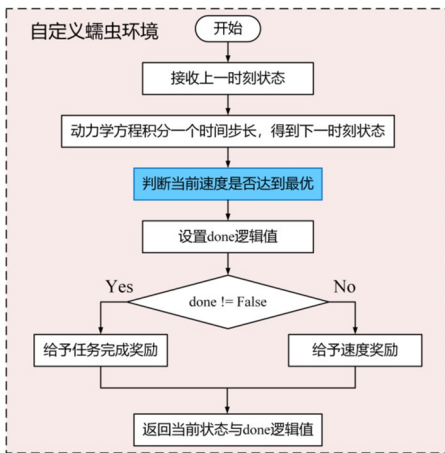 自定义蠕虫环境
开始
接收上一时刻状态
动力学方程积分一个时间步长，得到下一时刻状态
判断当前速度是否达到最优
设置done逻辑值
Yes
No
done != False
给予任务完成奖励
给予速度奖励
返回当前状态与done逻辑值